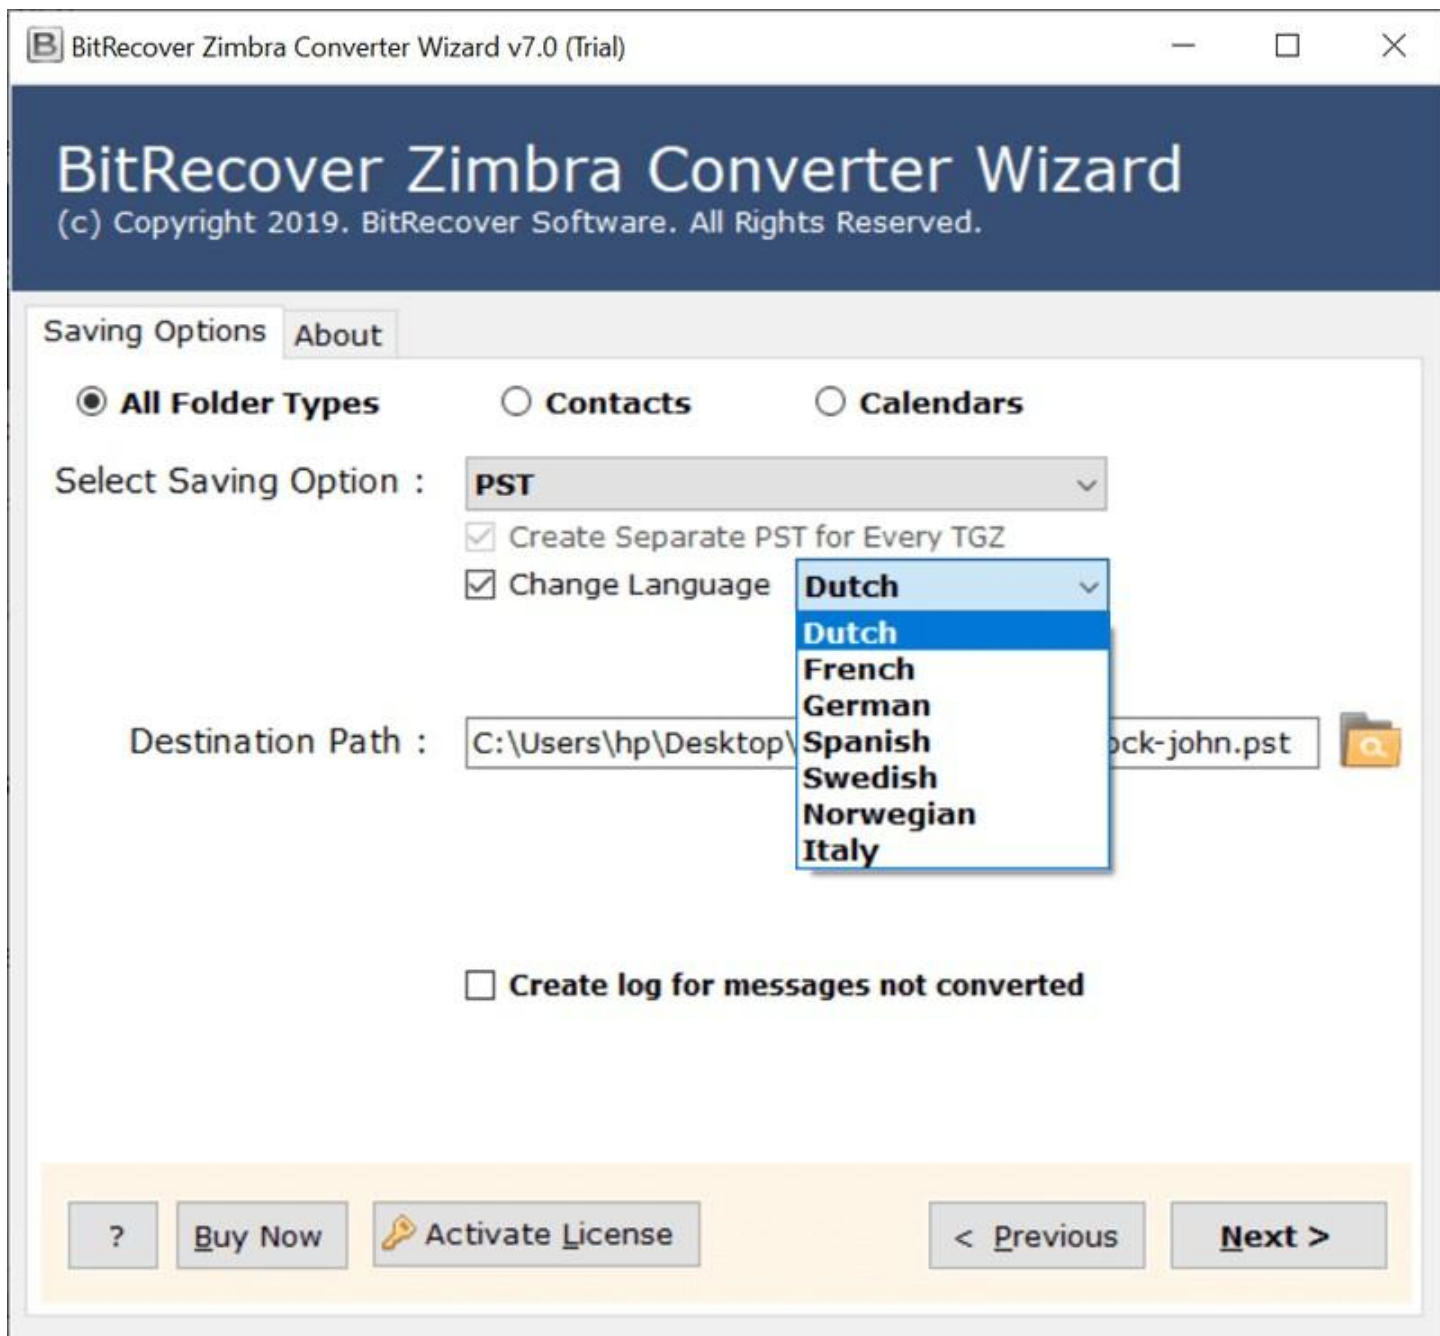 BitRecover Zimbra Converter Wizard v7.0 (Trial)
BitRecover Zimbra Converter Wizard
(c) Copyright 2019. BitRecover Software. All Rights Reserved.
Saving Options About
All Folder Types Contacts Calendars
Select Saving Option : PST
Create Separate PST for Every TGZ
Change Language Dutch
Dutch
French
German
Spanish
Swedish
Norwegian
Italy
Destination Path : C:\Users\hp\Desktop\ ock-john.pst
Create log for messages not converted
? Buy Now Activate License < Previous Next >